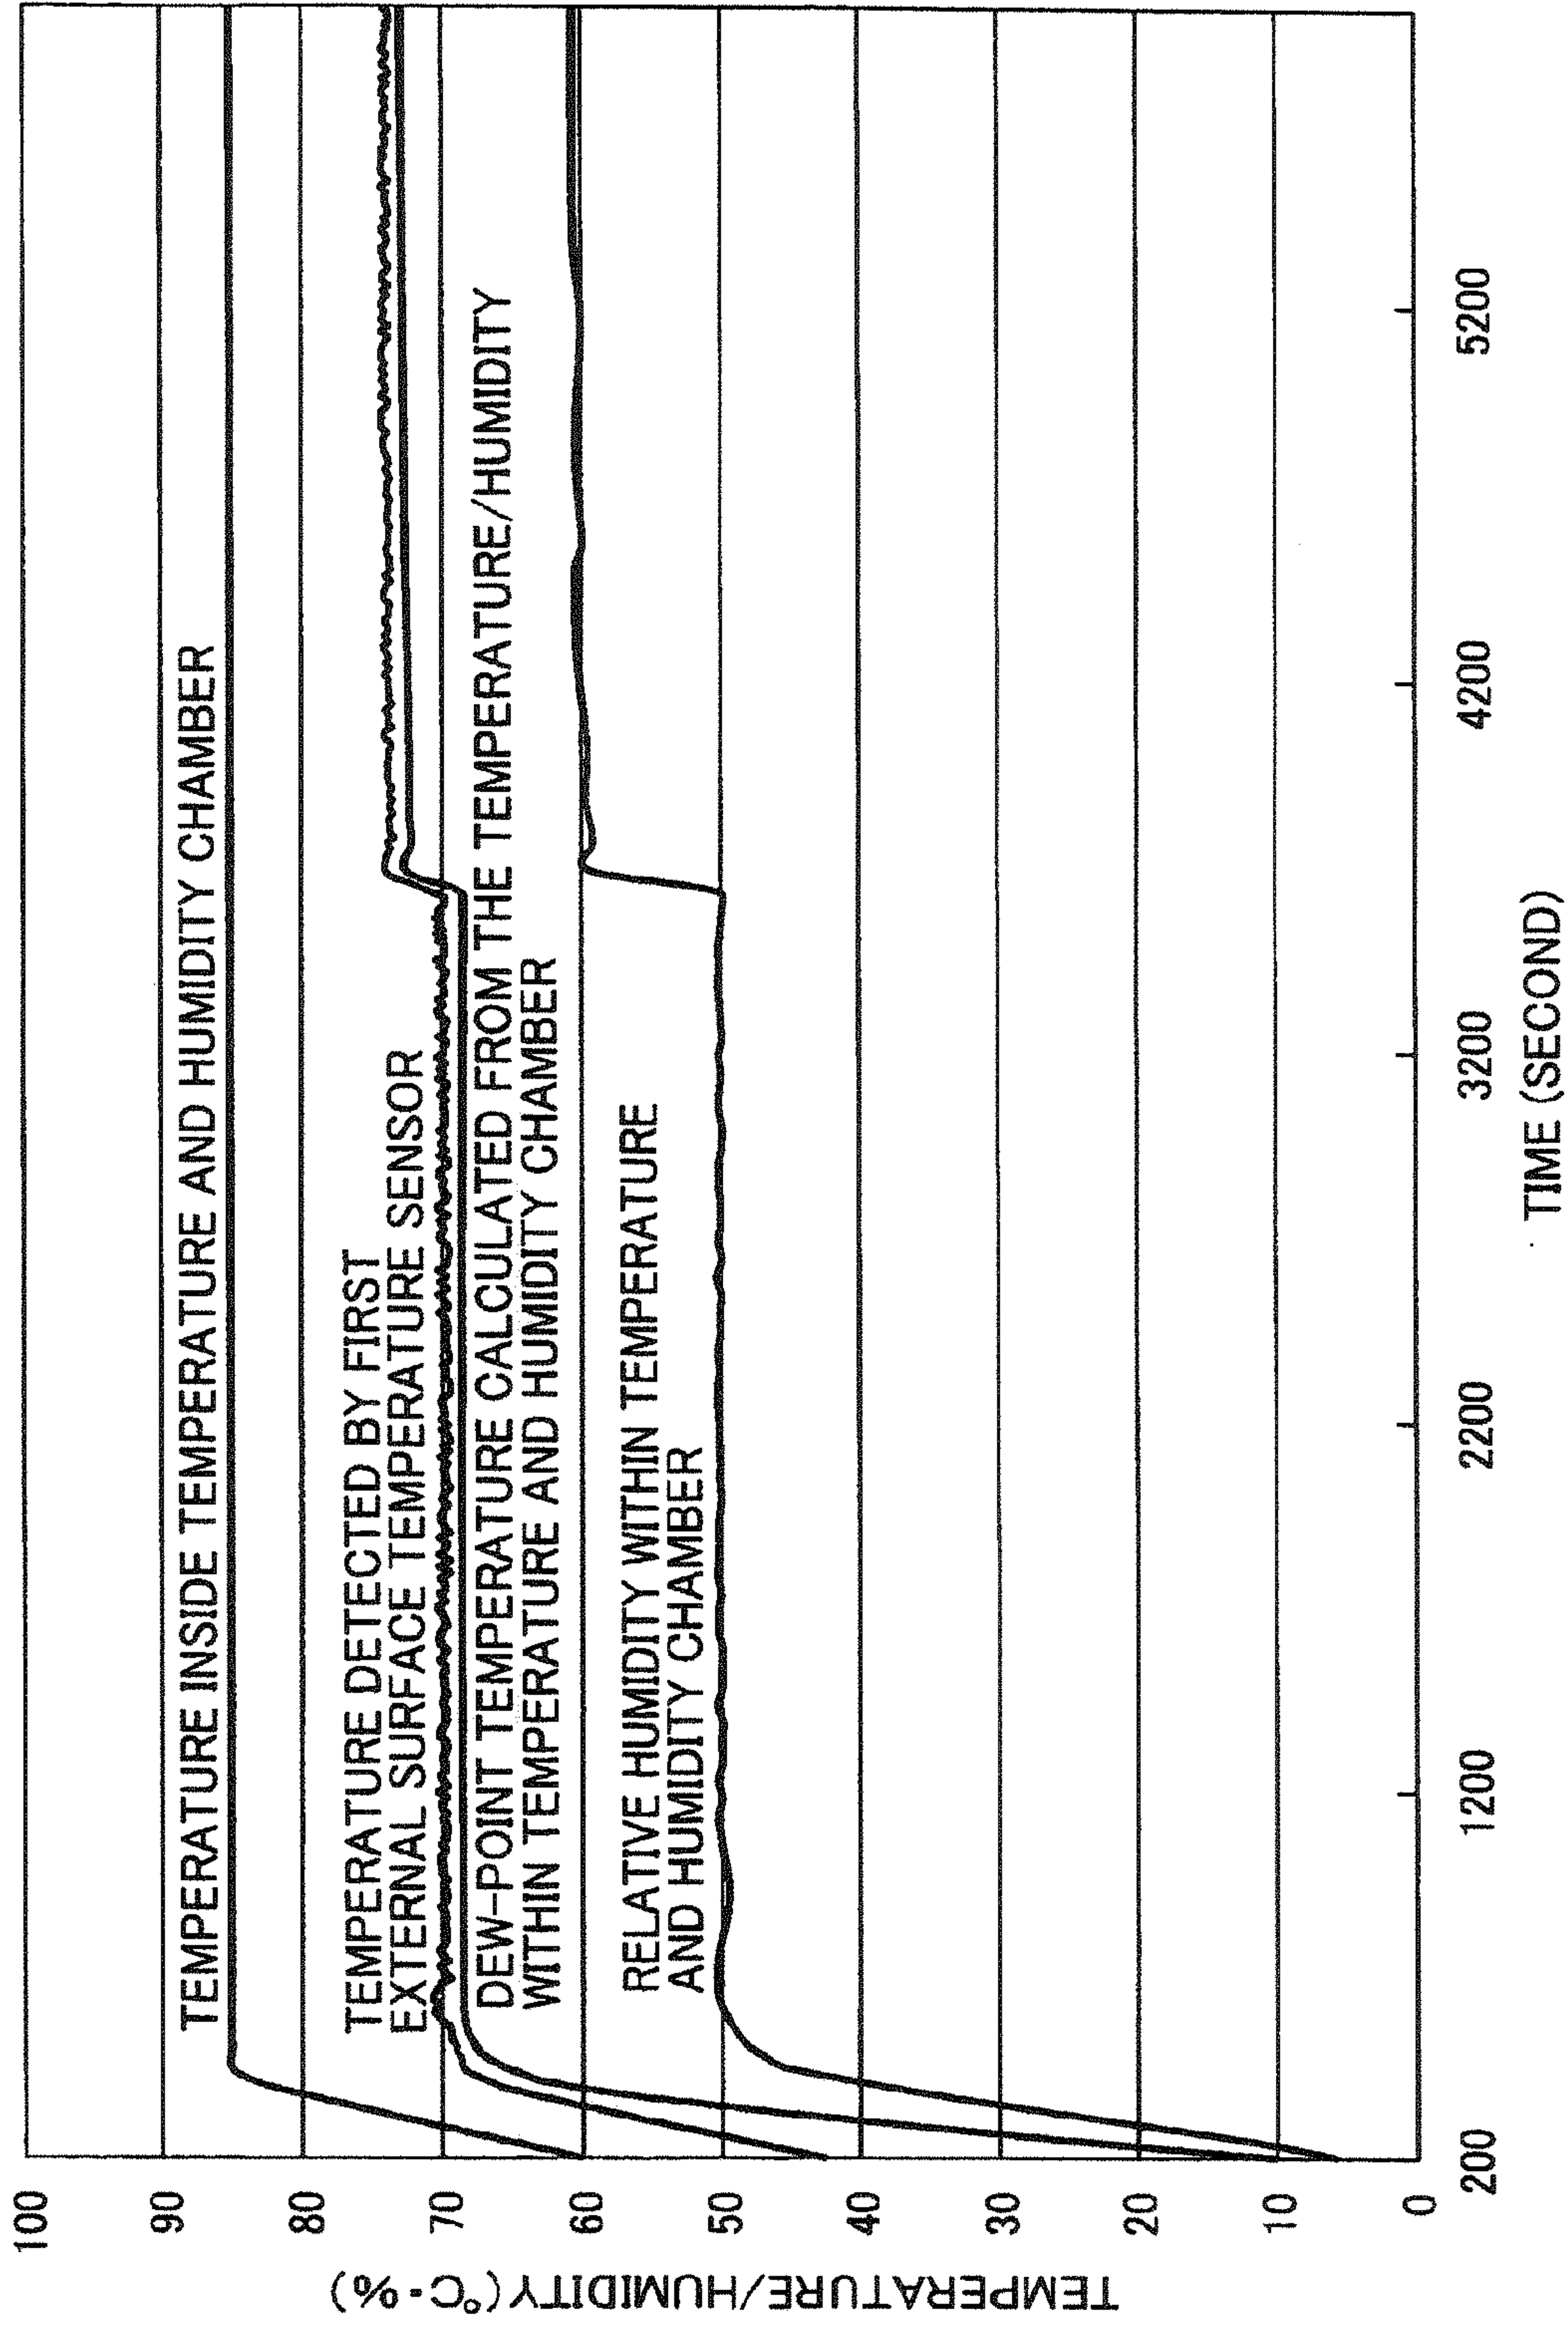 TEMPERATURE/HUMIDITY (°C·%)
100
90
80
70
60
50
40
30
20
10
0
TEMPERATURE INSIDE TEMPERATURE AND HUMIDITY CHAMBER
TEMPERATURE DETECTED BY FIRST
EXTERNAL SURFACE TEMPERATURE SENSOR
DEW-POINT TEMPERATURE CALCULATED FROM THE TEMPERATURE/HUMIDITY
WITHIN TEMPERATURE AND HUMIDITY CHAMBER
RELATIVE HUMIDITY WITHIN TEMPERATURE
AND HUMIDITY CHAMBER
200
1200
2200
3200
4200
5200
TIME (SECOND)